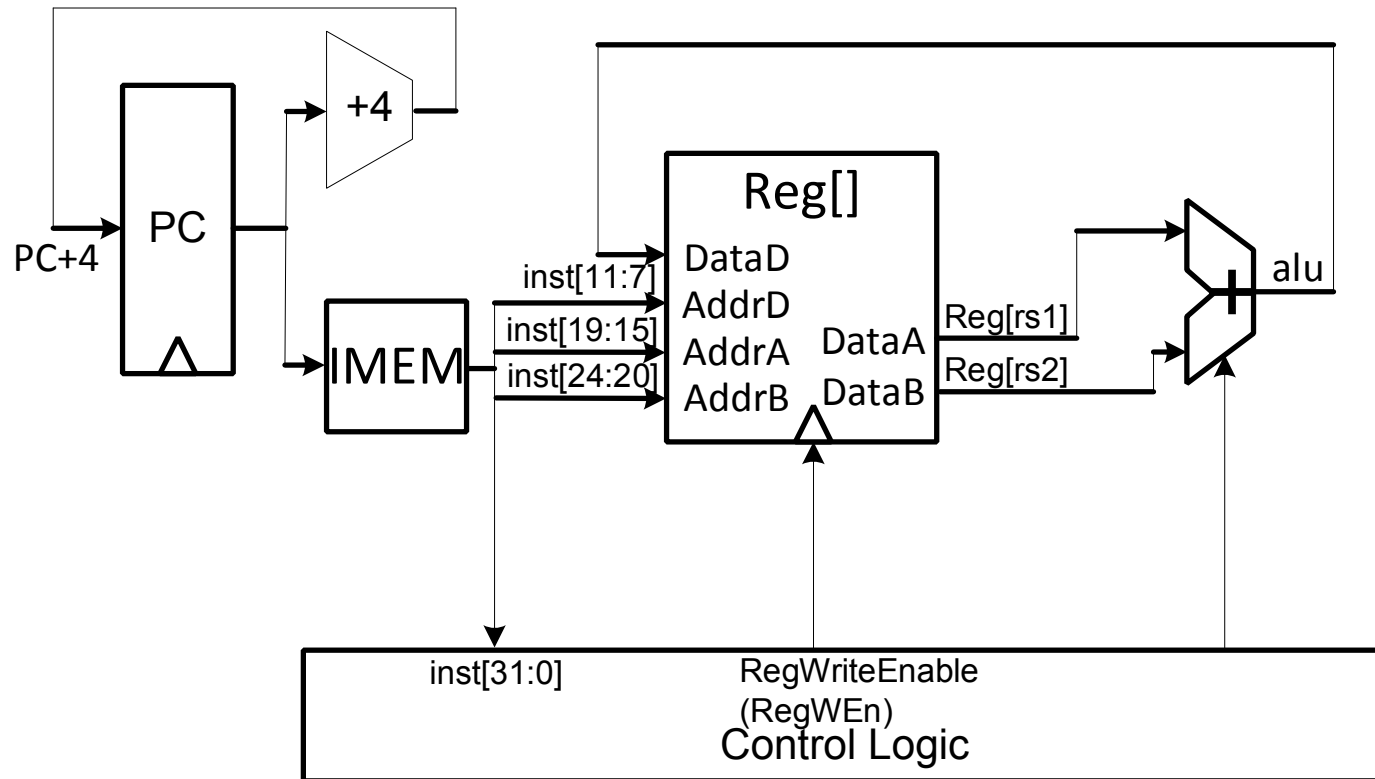 +4
PC
PC+4
IMEM
inst[11:7]
inst[19:15]
inst[24:20]
Reg[]
DataD
AddrD
AddrA
AddrB
DataA
DataB
Reg[rs1]
Reg[rs2]
+
alu
inst[31:0]
RegWriteEnable
(RegWEn)
Control Logic